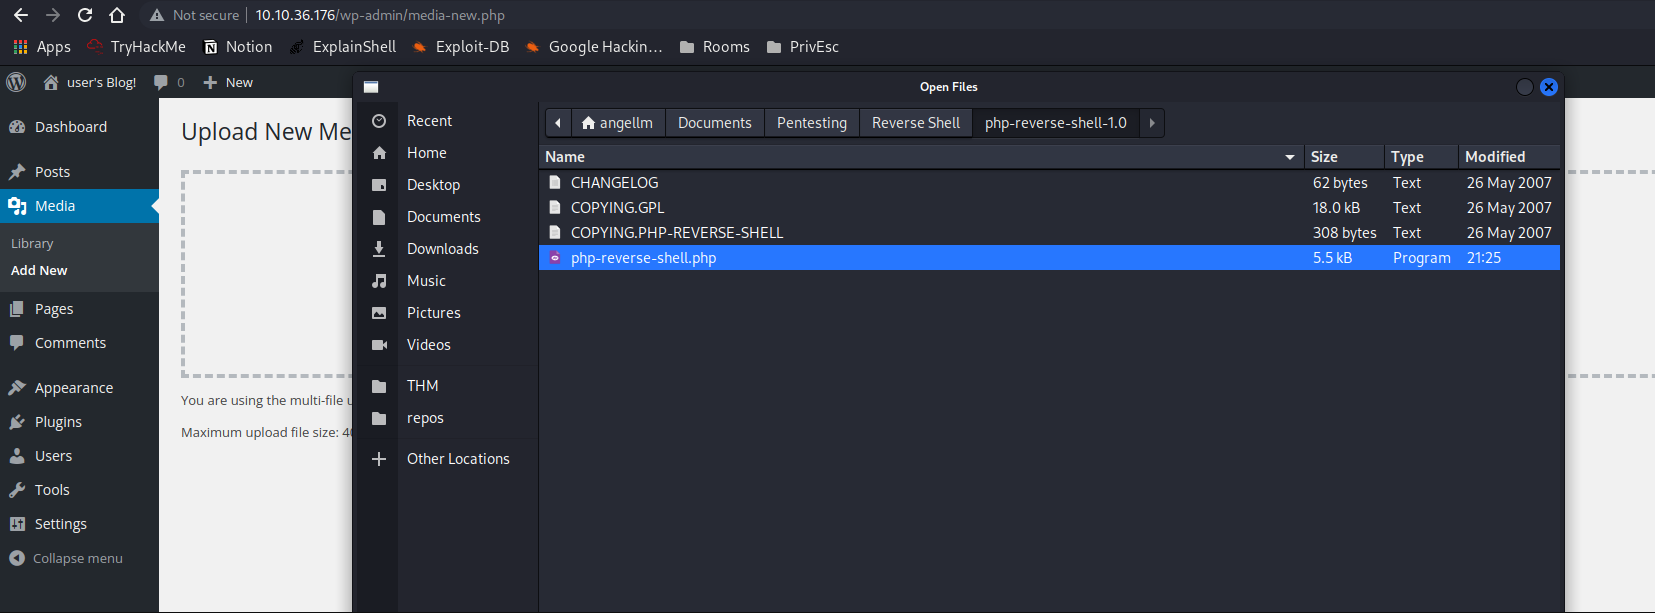 Not secure | 10.10.36.176/wp-admin/media-new.php
Apps TryHackMe Notion ExplainShell Exploit-DB Google Hackin... Rooms PrivEsc
user's Blog! 0 New
Dashboard
Posts
Media
Library
Add New
Pages
Comments
Appearance
Plugins
Users
Tools
Settings
Collapse menu
Upload New Me
You are using the multi-file
Maximum upload file size:
Open Files
Recent
Home
Desktop
Documents
Downloads
Music
Pictures
Videos
THM
repos
Other Locations
angellm Documents Pentesting Reverse Shell php-reverse-shell-1.0
Name Size Type Modified
CHANGELOG 62 bytes Text 26 May 2007
COPYING.GPL 18.0 kB Text 26 May 2007
COPYING.PHP-REVERSE-SHELL 308 bytes Text 26 May 2007
php-reverse-shell.php 5.5 kB Program 21:25